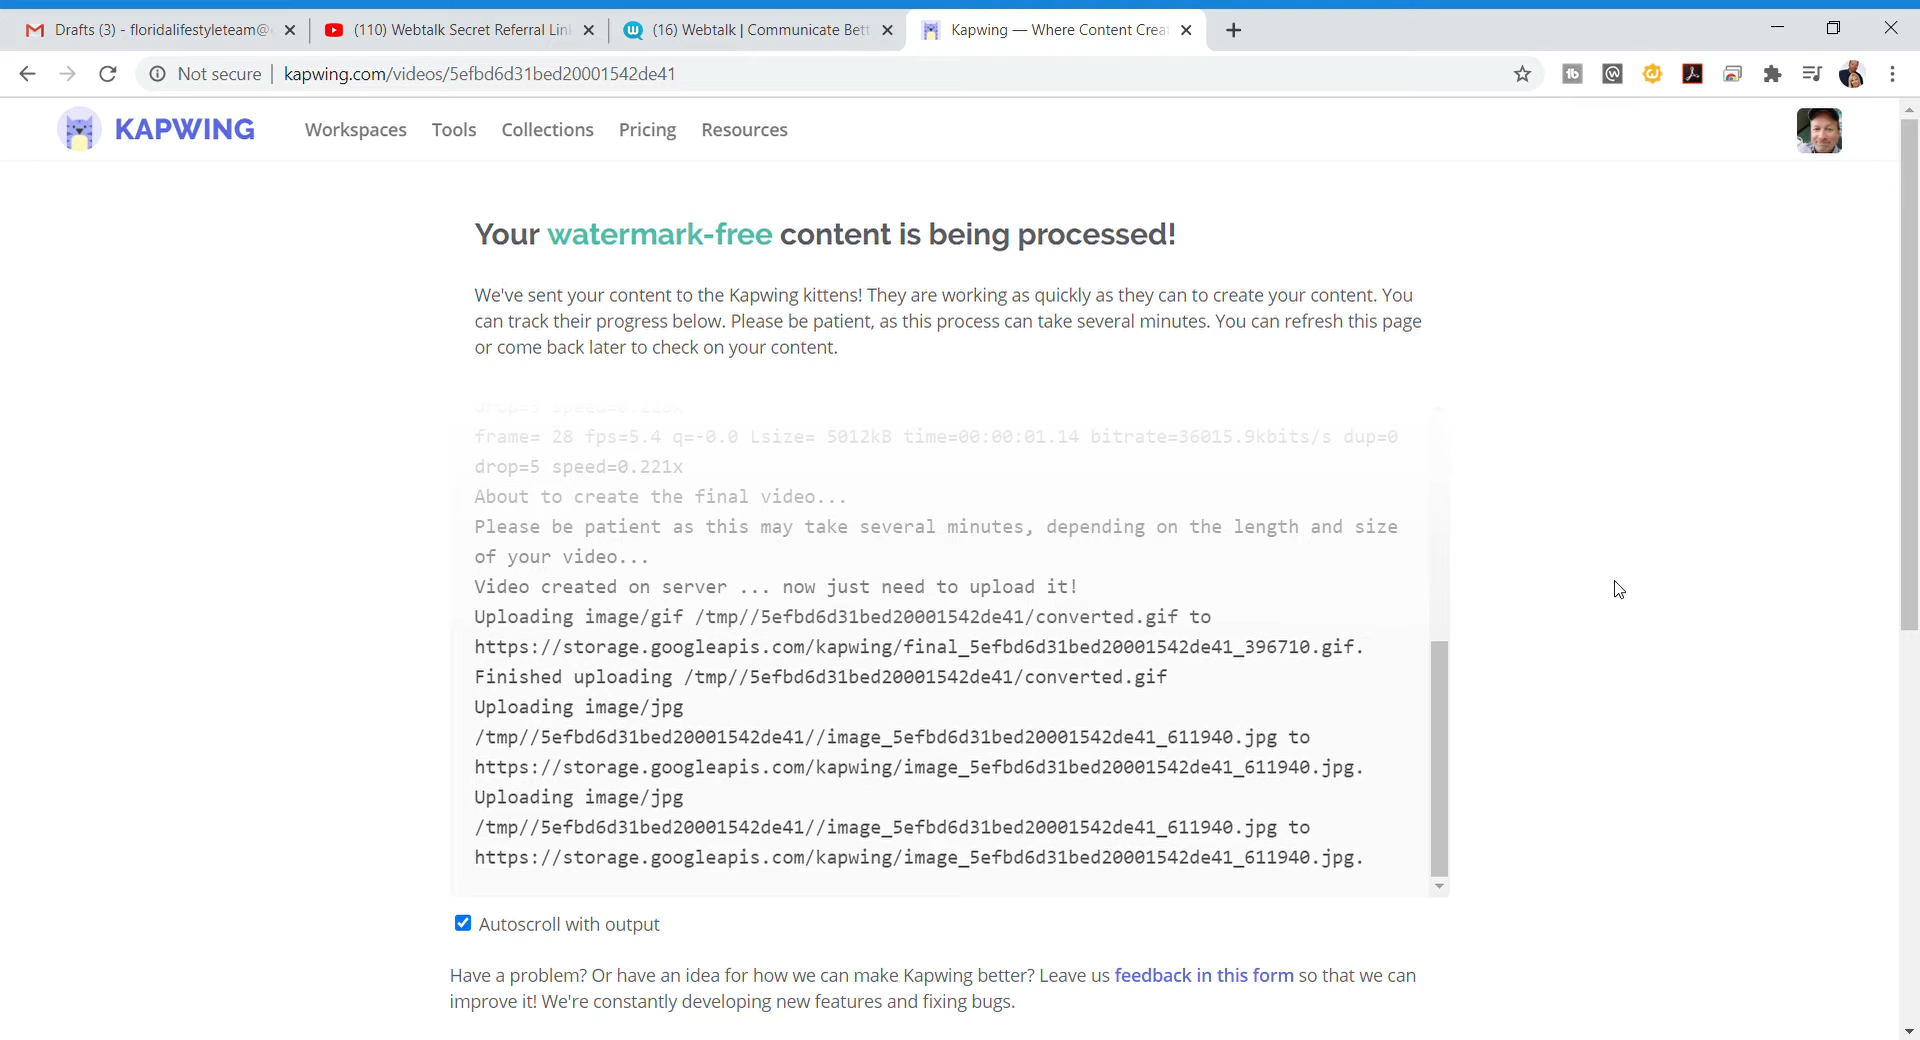 Drafts (3) - floridalifestyleteam@
(110) Webtalk Secret Referral Lin
(16) Webtalk | Communicate Bett
Kapwing — Where Content Creat
Not secure | kapwing.com/videos/5efbd6d31bed20001542de41
KAPWING
Workspaces
Tools
Collections
Pricing
Resources
Your watermark-free content is being processed!
We've sent your content to the Kapwing kittens! They are working as quickly as they can to create your content. You
can track their progress below. Please be patient, as this process can take several minutes. You can refresh this page
or come back later to check on your content.
frame= 28 fps=5.4 q=-0.0 Lsize= 5012kB time=00:00:01.14 bitrate=36015.9kbits/s dup=0
drop=5 speed=0.221x
About to create the final video...
Please be patient as this may take several minutes, depending on the length and size
of your video...
Video created on server ... now just need to upload it!
Uploading image/gif /tmp//5efbd6d31bed20001542de41/converted.gif to
https://storage.googleapis.com/kapwing/final_5efbd6d31bed20001542de41_396710.gif.
Finished uploading /tmp//5efbd6d31bed20001542de41/converted.gif
Uploading image/jpg
/tmp//5efbd6d31bed20001542de41//image_5efbd6d31bed20001542de41_611940.jpg to
https://storage.googleapis.com/kapwing/image_5efbd6d31bed20001542de41_611940.jpg.
Uploading image/jpg
/tmp//5efbd6d31bed20001542de41//image_5efbd6d31bed20001542de41_611940.jpg to
https://storage.googleapis.com/kapwing/image_5efbd6d31bed20001542de41_611940.jpg.
Autoscroll with output
Have a problem? Or have an idea for how we can make Kapwing better? Leave us feedback in this form so that we can
improve it! We're constantly developing new features and fixing bugs.